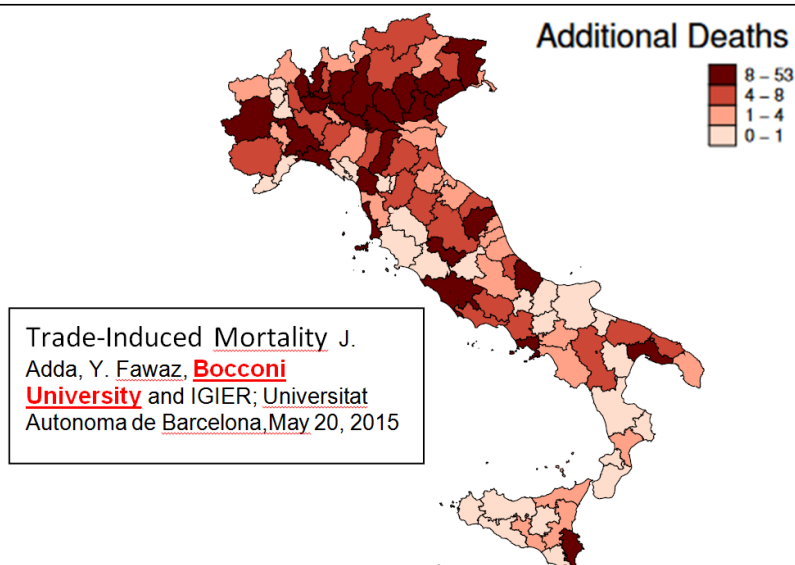 Additional Deaths
8 – 53
4 – 8
1 – 4
0 – 1
Trade-Induced Mortality J.
Adda, Y. Fawaz, Bocconi
University and IGIER; Universitat
Autonoma de Barcelona,May 20, 2015